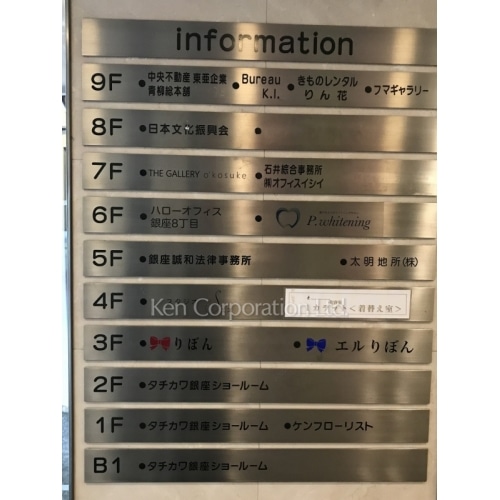 information
9F
●中央不動産 東亜企業
青柳総本舗
●Bureau
K.I.
●きものレンタル
りん花
●フマギャラリー
8F ●日本文化振興会 ●
7F ●THE GALLERY o'kosuke
●石井結合事務所
㈱オフィスイシイ
6F
●ハローオフィス
銀座8丁目
● P.whitening
5F ●銀座誠和法律事務所 ●太明地所(株)
4F
<着替え室>
Ken Corporation Ltd.
3F ●りぼん ●エルりぼん
2F ●タチカワ銀座ショールーム
1F ●タチカワ銀座ショールーム ●ケンフローリスト
B1 ●タチカワ銀座ショールーム